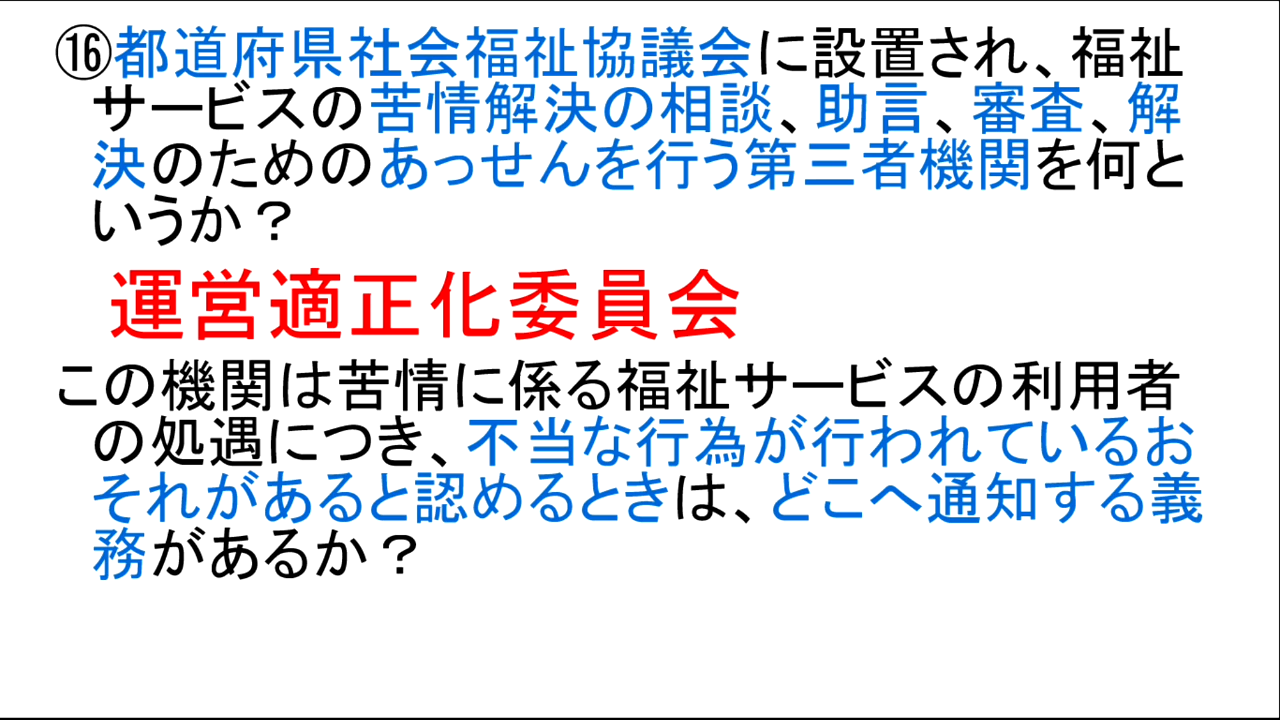 ⑯都道府県社会福祉協議会に設置され、福祉
サービスの苦情解決の相談、助言、審査、解
決のためのあっせんを行う第三者機関を何と
いうか？
運営適正化委員会
この機関は苦情に係る福祉サービスの利用者
の処遇につき、不当な行為が行われているお
それがあると認めるときは、どこへ通知する義
務があるか？